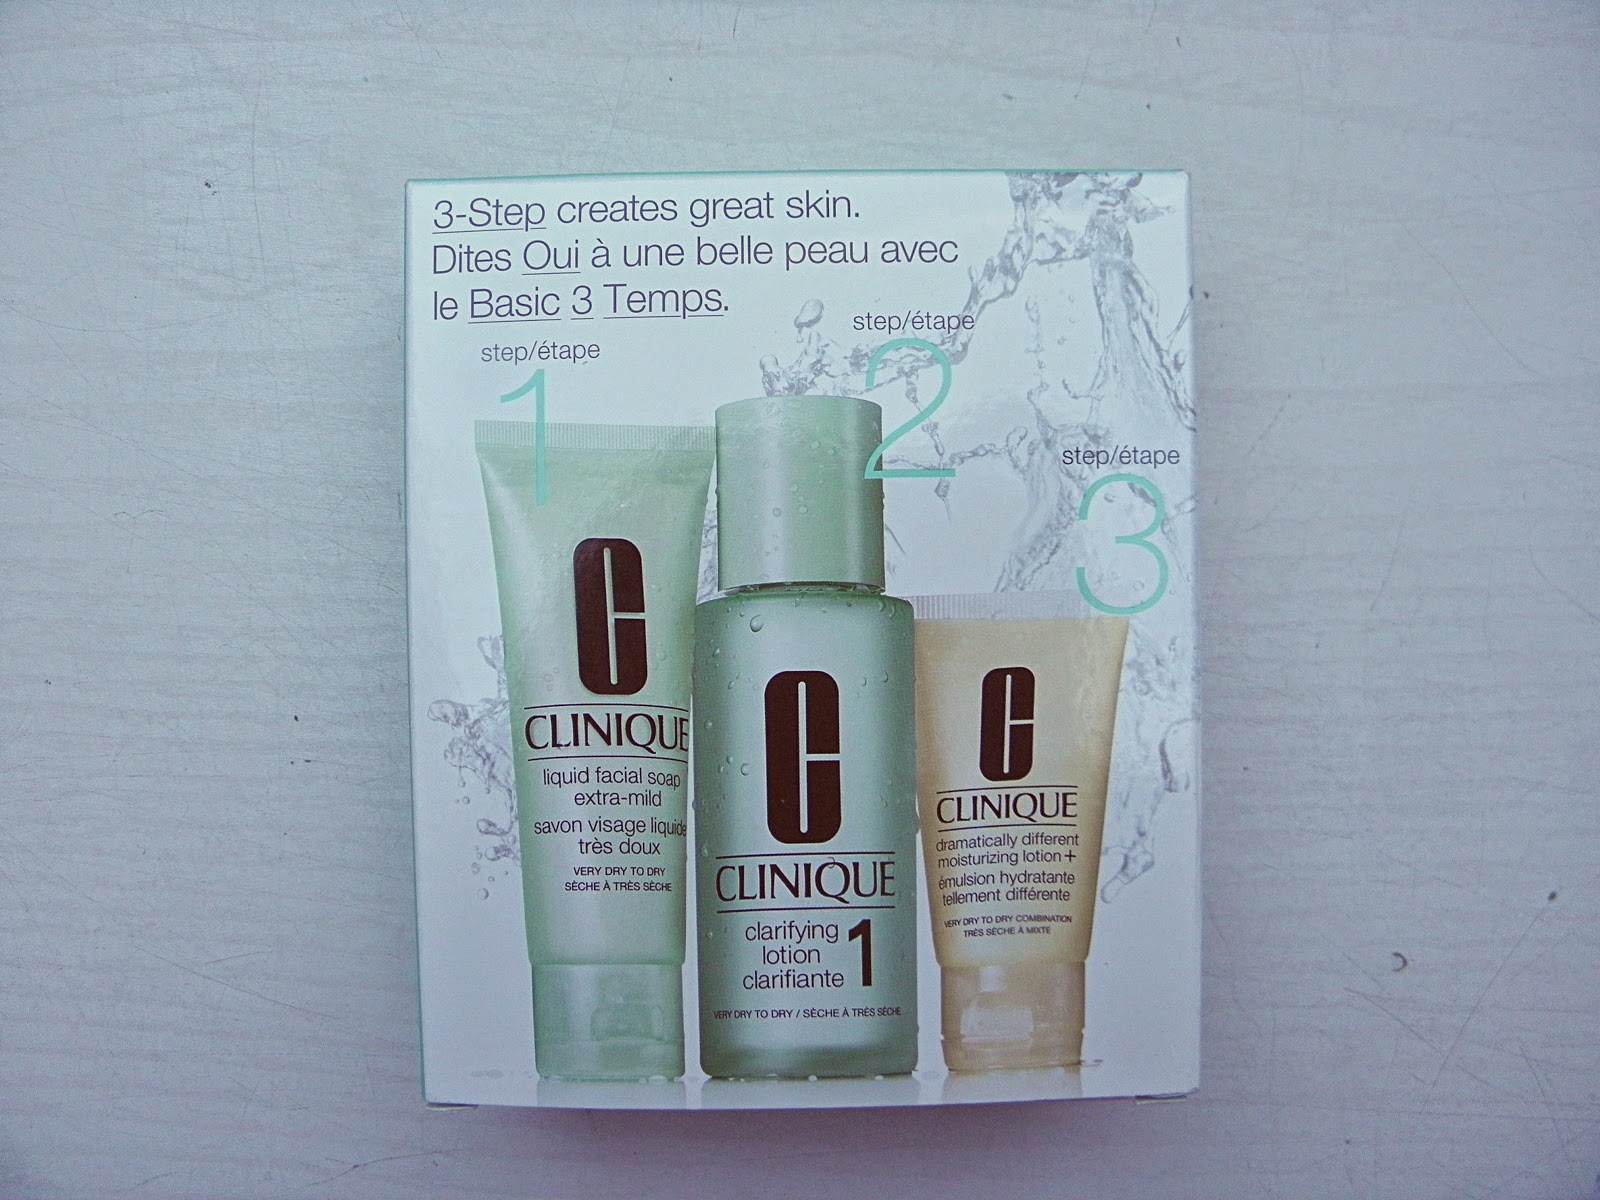 3-Step creates great skin.
Dites Oui à une belle peau avec
le Basic 3 Temps.
step/étape
1
step/étape
2
step/étape
3
C
CLINIQUE
liquid facial soap
extra-mild
savon visage liquide
très doux
VERY DRY TO DRY
SÈCHE À TRÈS SÈCHE
C
CLINIQUE
clarifying
lotion 1
clarifiante
VERY DRY TO DRY / SÈCHE À TRÈS SÈCHE
C
CLINIQUE
dramatically different
moisturizing lotion+
émulsion hydratante
tellement différente
VERY DRY TO DRY COMBINATION
TRÈS SÈCHE À MIXTE